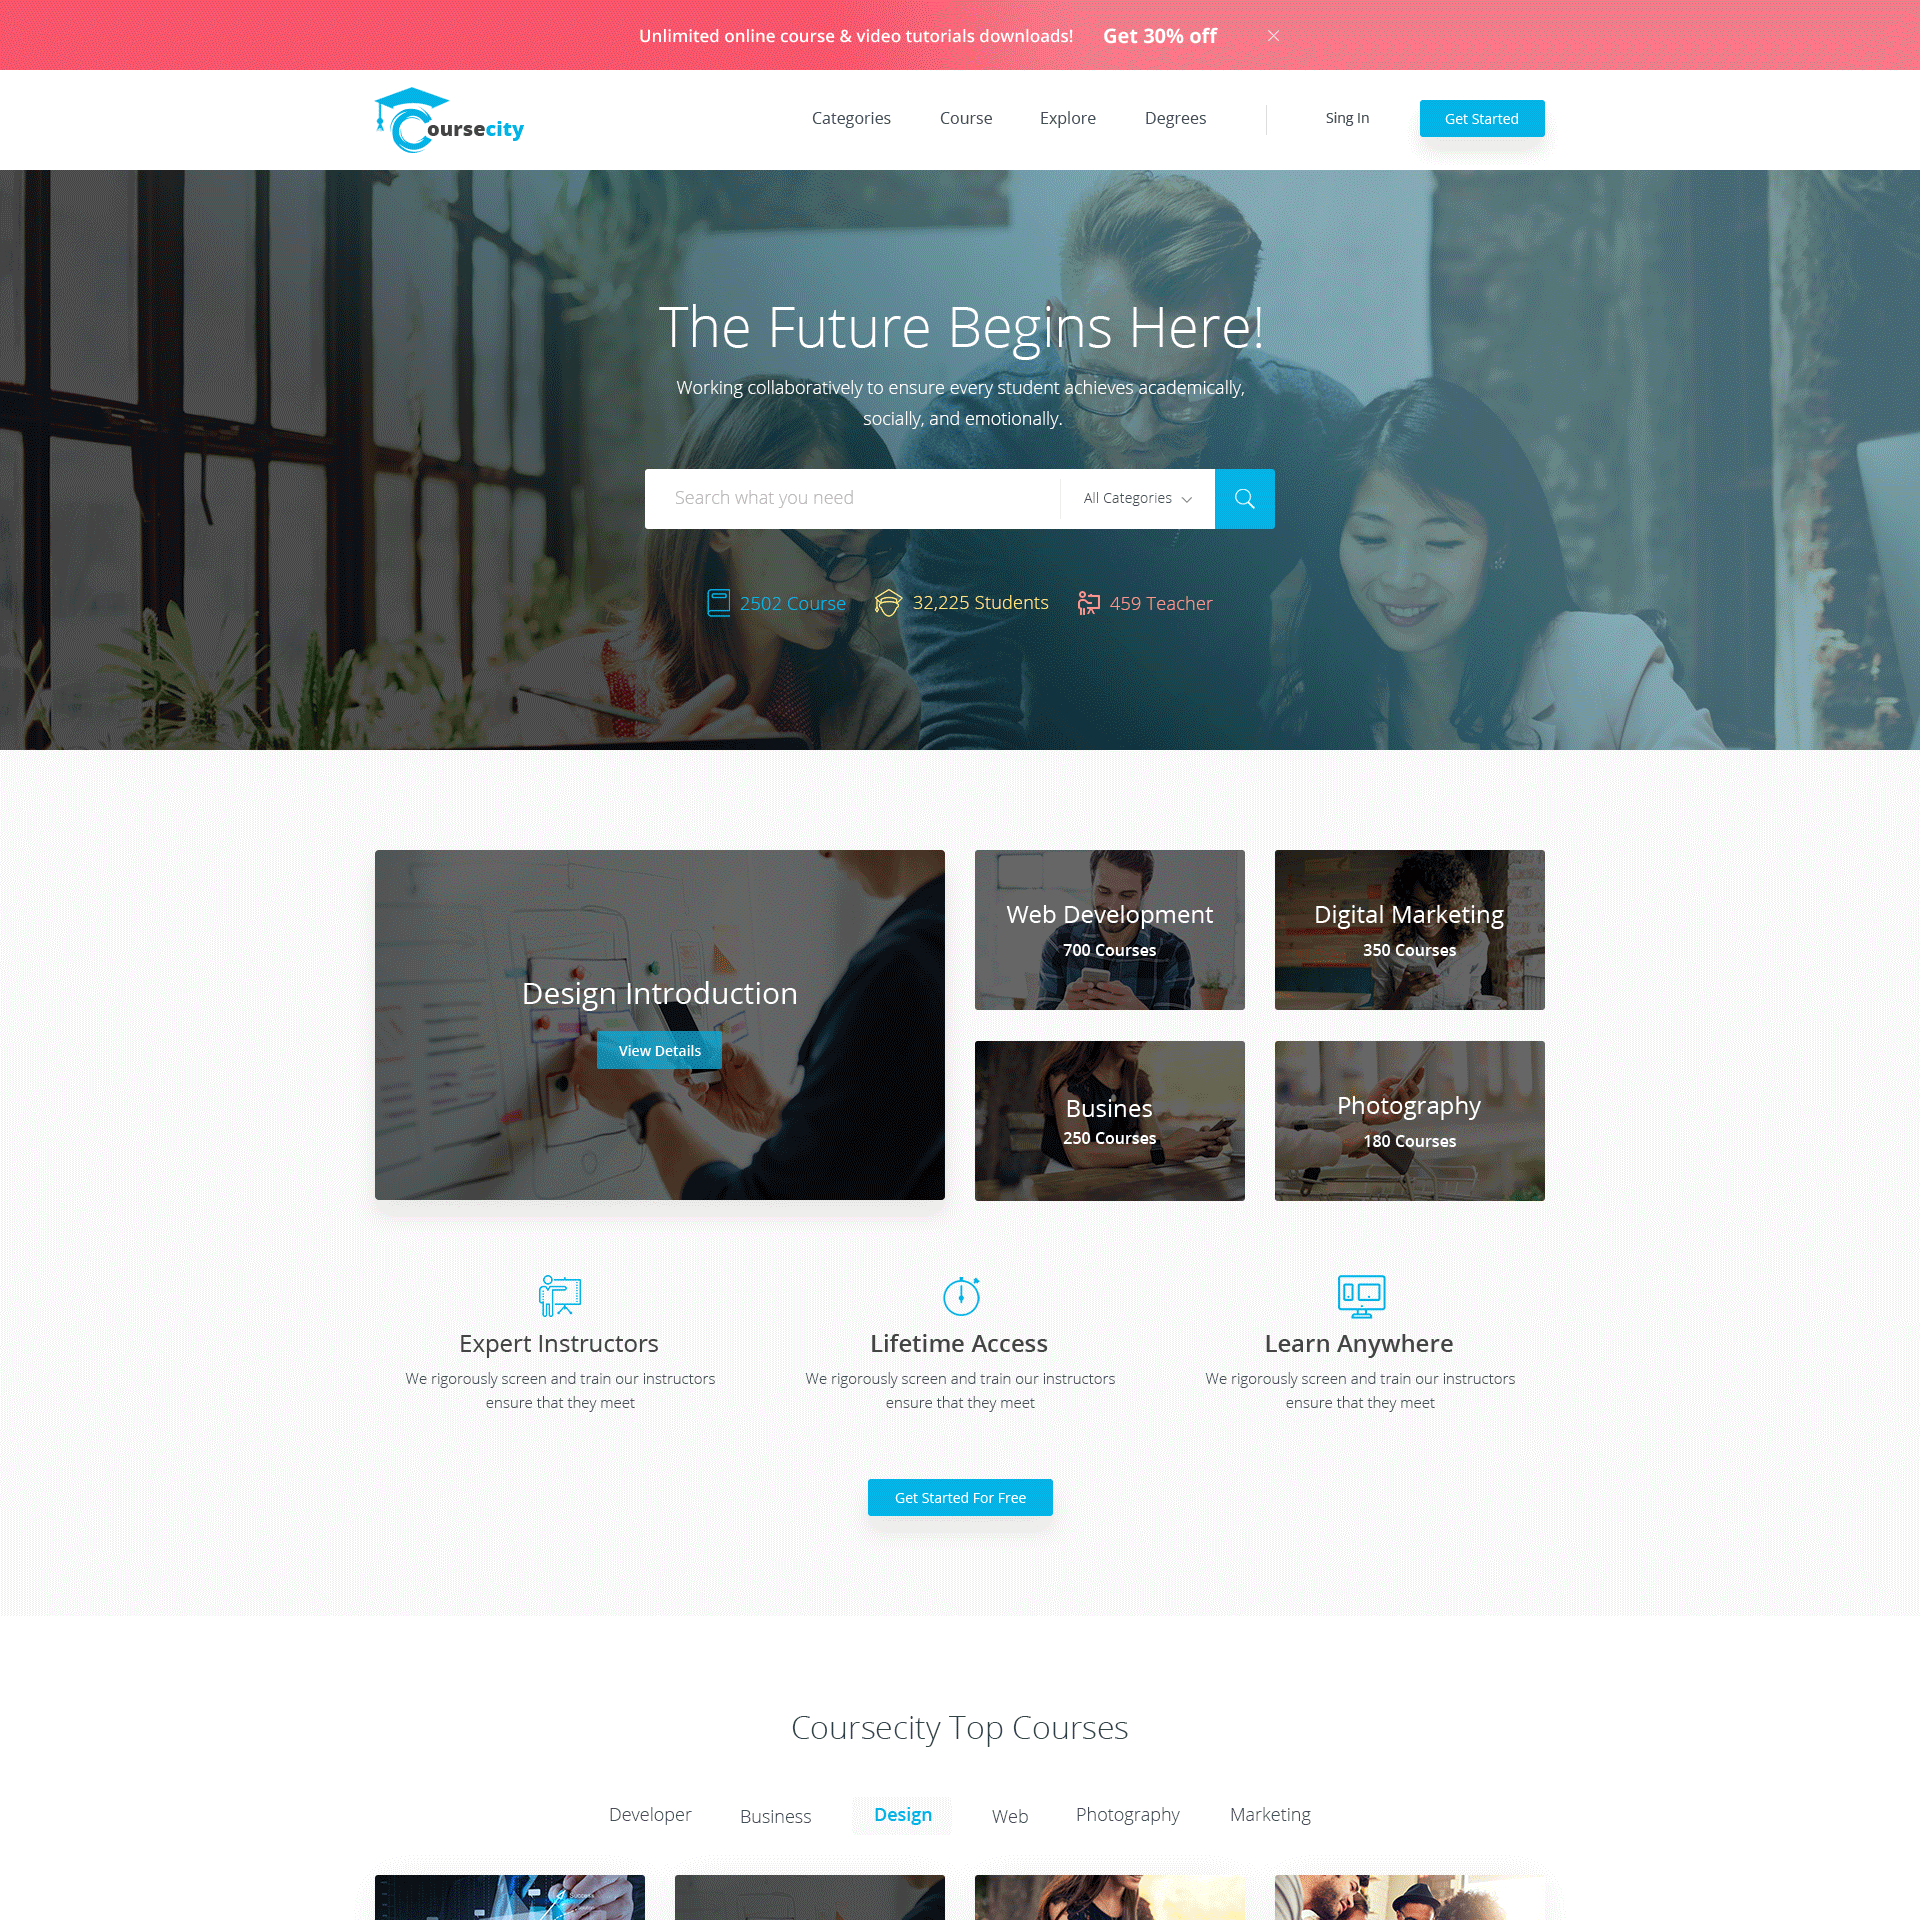 Unlimited online course & video tutorials downloads! Get 30% off
Coursecity
Categories Course Explore Degrees Sing In Get Started
The Future Begins Here!
Working collaboratively to ensure every student achieves academically,
socially, and emotionally.
Search what you need All Categories
2502 Course 32,225 Students 459 Teacher
Design Introduction
View Details
Web Development
700 Courses
Digital Marketing
350 Courses
Busines
250 Courses
Photography
180 Courses
Expert Instructors
We rigorously screen and train our instructors
ensure that they meet
Lifetime Access
We rigorously screen and train our instructors
ensure that they meet
Learn Anywhere
We rigorously screen and train our instructors
ensure that they meet
Get Started For Free
Coursecity Top Courses
Developer Business Design Web Photography Marketing
Success